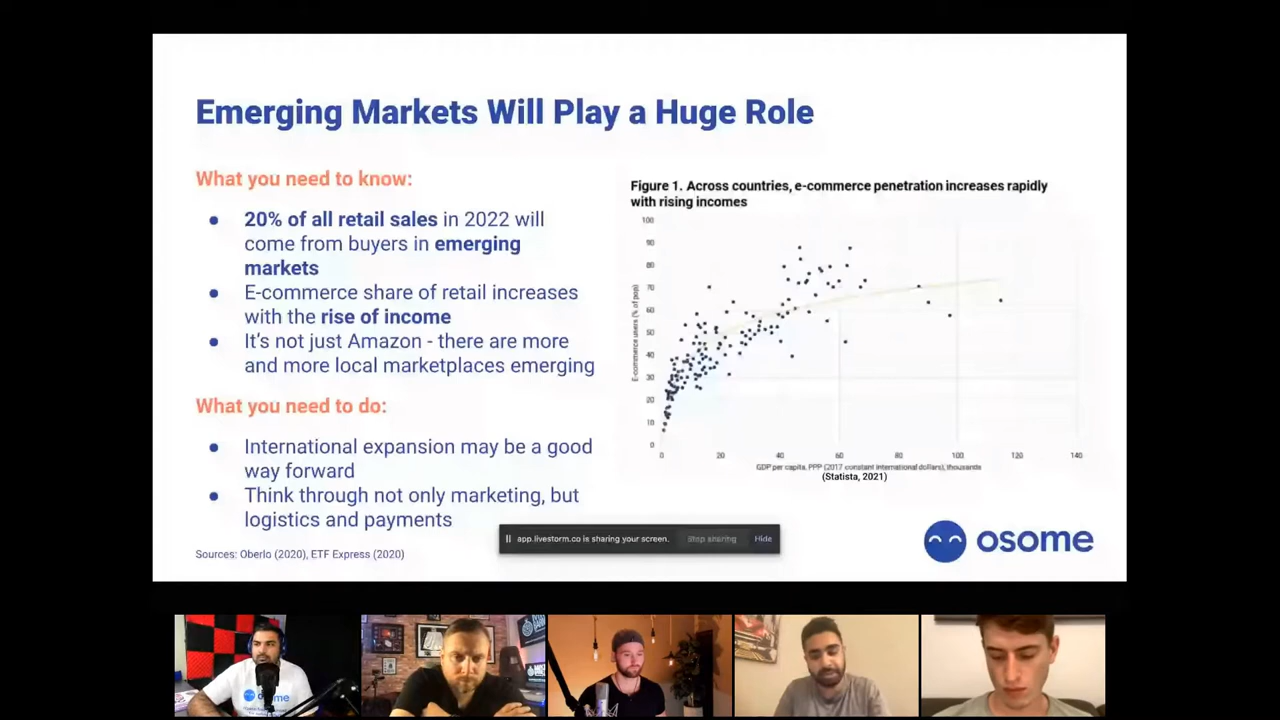 Emerging Markets Will Play a Huge Role
What you need to know:
● 20% of all retail sales in 2022 will
come from buyers in emerging
markets
● E-commerce share of retail increases
with the rise of income
● It's not just Amazon - there are more
and more local marketplaces emerging
What you need to do:
● International expansion may be a good
way forward
● Think through not only marketing, but
logistics and payments
Sources: Oberlo (2020), ETF Express (2020)
Figure 1. Across countries, e-commerce penetration increases rapidly
with rising incomes
100
90
80
70
60
50
40
30
20
10
0
E-commerce users (% of pop)
0 20 40 60 80 100 120 140
GDP per capita, PPP (2017 constant international dollars), thousands
(Statista, 2021)
app.livestorm.co is sharing your screen. Stop sharing Hide
osome
osome